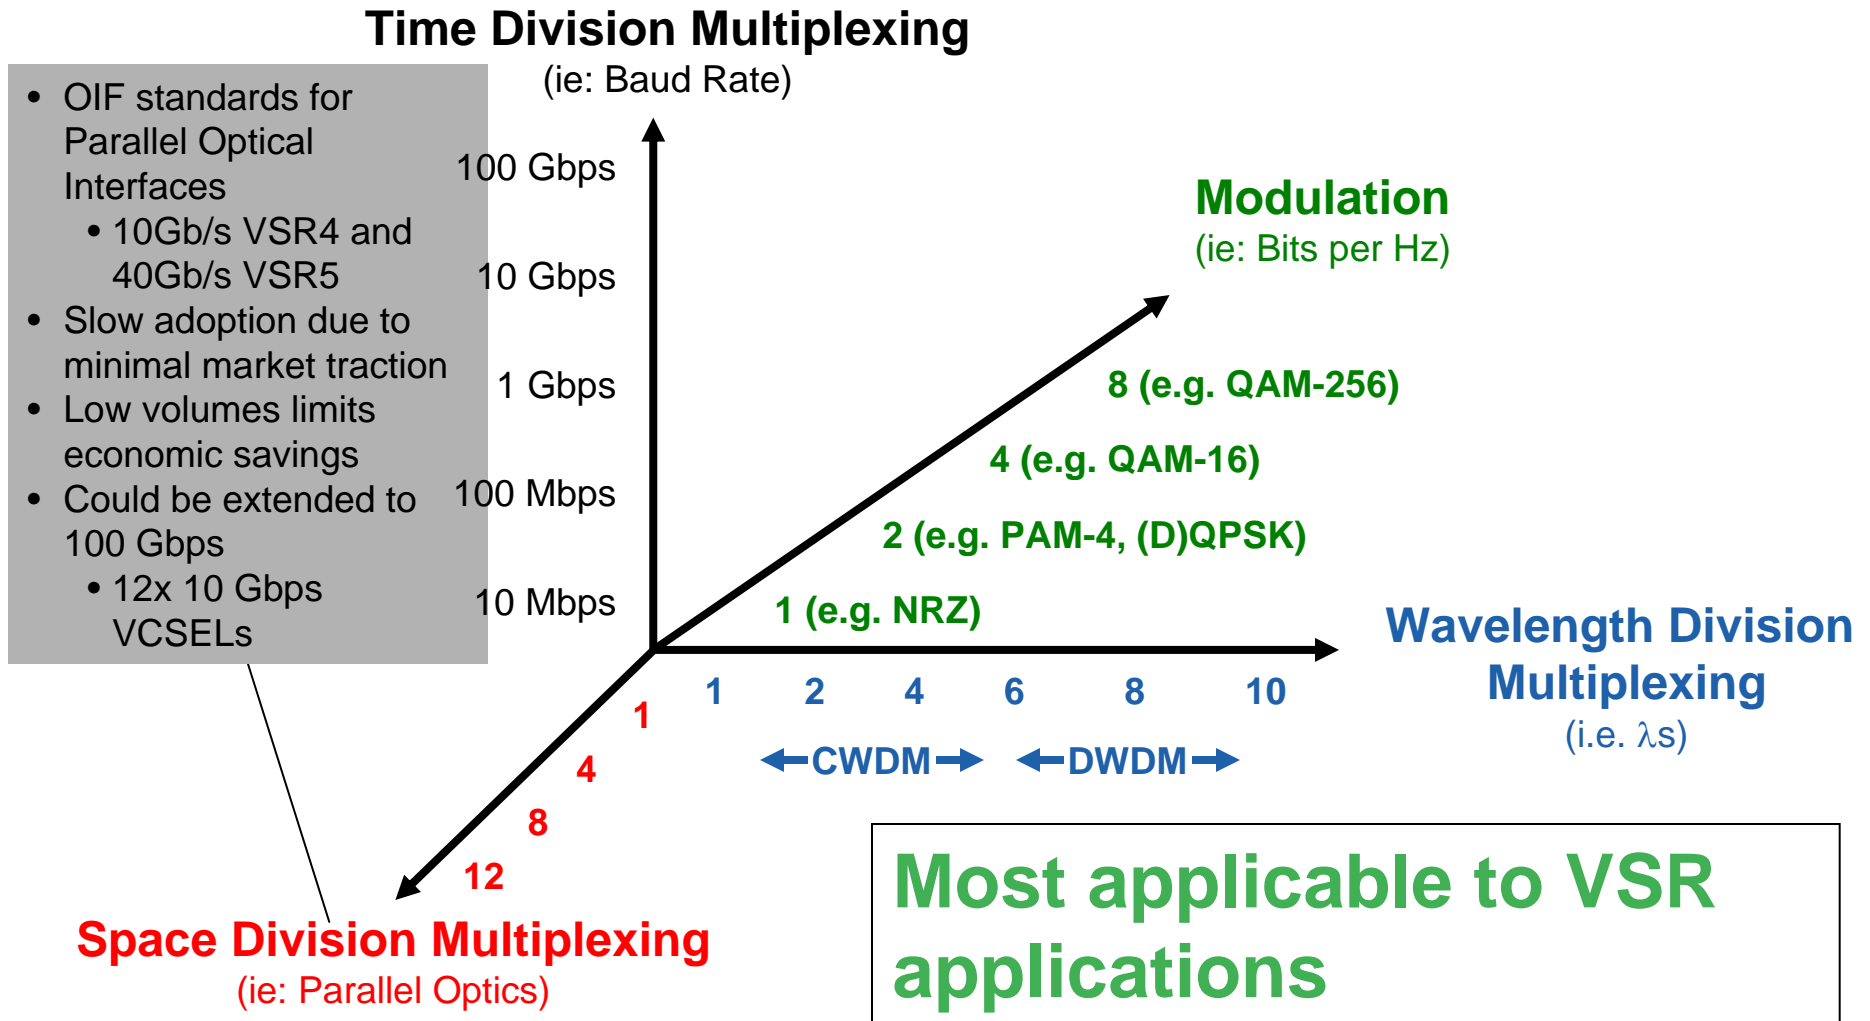 Time Division Multiplexing
(ie: Baud Rate)
• OIF standards for
Parallel Optical
Interfaces
• 10Gb/s VSR4 and
40Gb/s VSR5
• Slow adoption due to
minimal market traction
• Low volumes limits
economic savings
• Could be extended to
100 Gbps
• 12x 10 Gbps
VCSELs
100 Gbps
10 Gbps
1 Gbps
100 Mbps
10 Mbps
Modulation
(ie: Bits per Hz)
8 (e.g. QAM-256)
4 (e.g. QAM-16)
2 (e.g. PAM-4, (D)QPSK)
1 (e.g. NRZ)
Wavelength Division
Multiplexing
(i.e. λs)
1 2 4 6 8 10
CWDM DWDM
1
4
8
12
Space Division Multiplexing
(ie: Parallel Optics)
Most applicable to VSR
applications